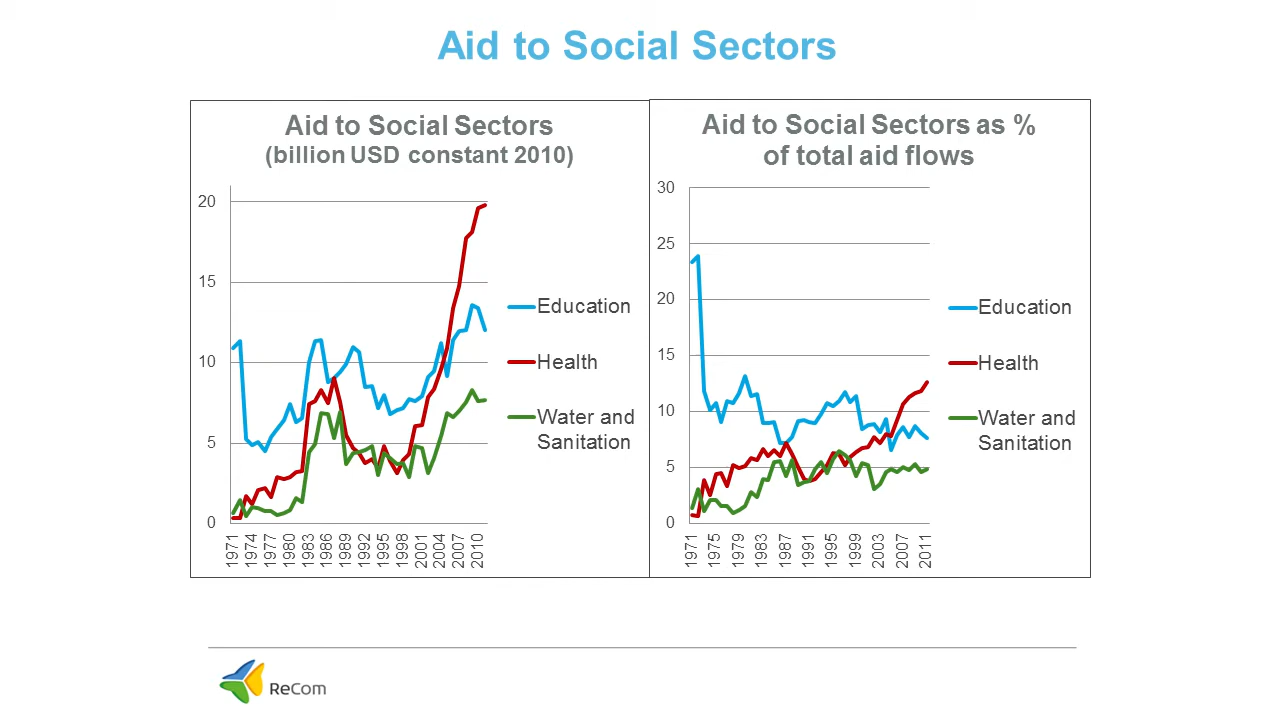 Aid to Social Sectors
Aid to Social Sectors
(billion USD constant 2010)
20
15
10
5
0
1971
1974
1977
1980
1983
1986
1989
1992
1995
1998
2001
2004
2007
2010
Education
Health
Water and
Sanitation
Aid to Social Sectors as %
of total aid flows
30
25
20
15
10
5
0
1971
1975
1979
1983
1987
1991
1995
1999
2003
2007
2011
Education
Health
Water and
Sanitation
ReCom